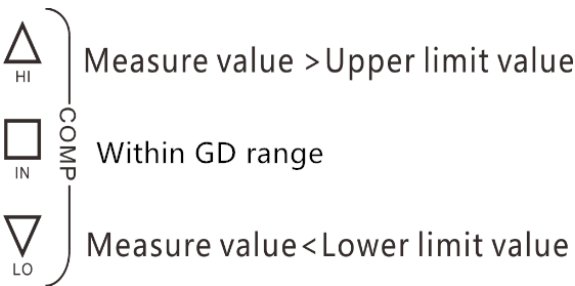 HI
Measure value >Upper limit value
COMP
IN
Within GD range
LO
Measure value<Lower limit value